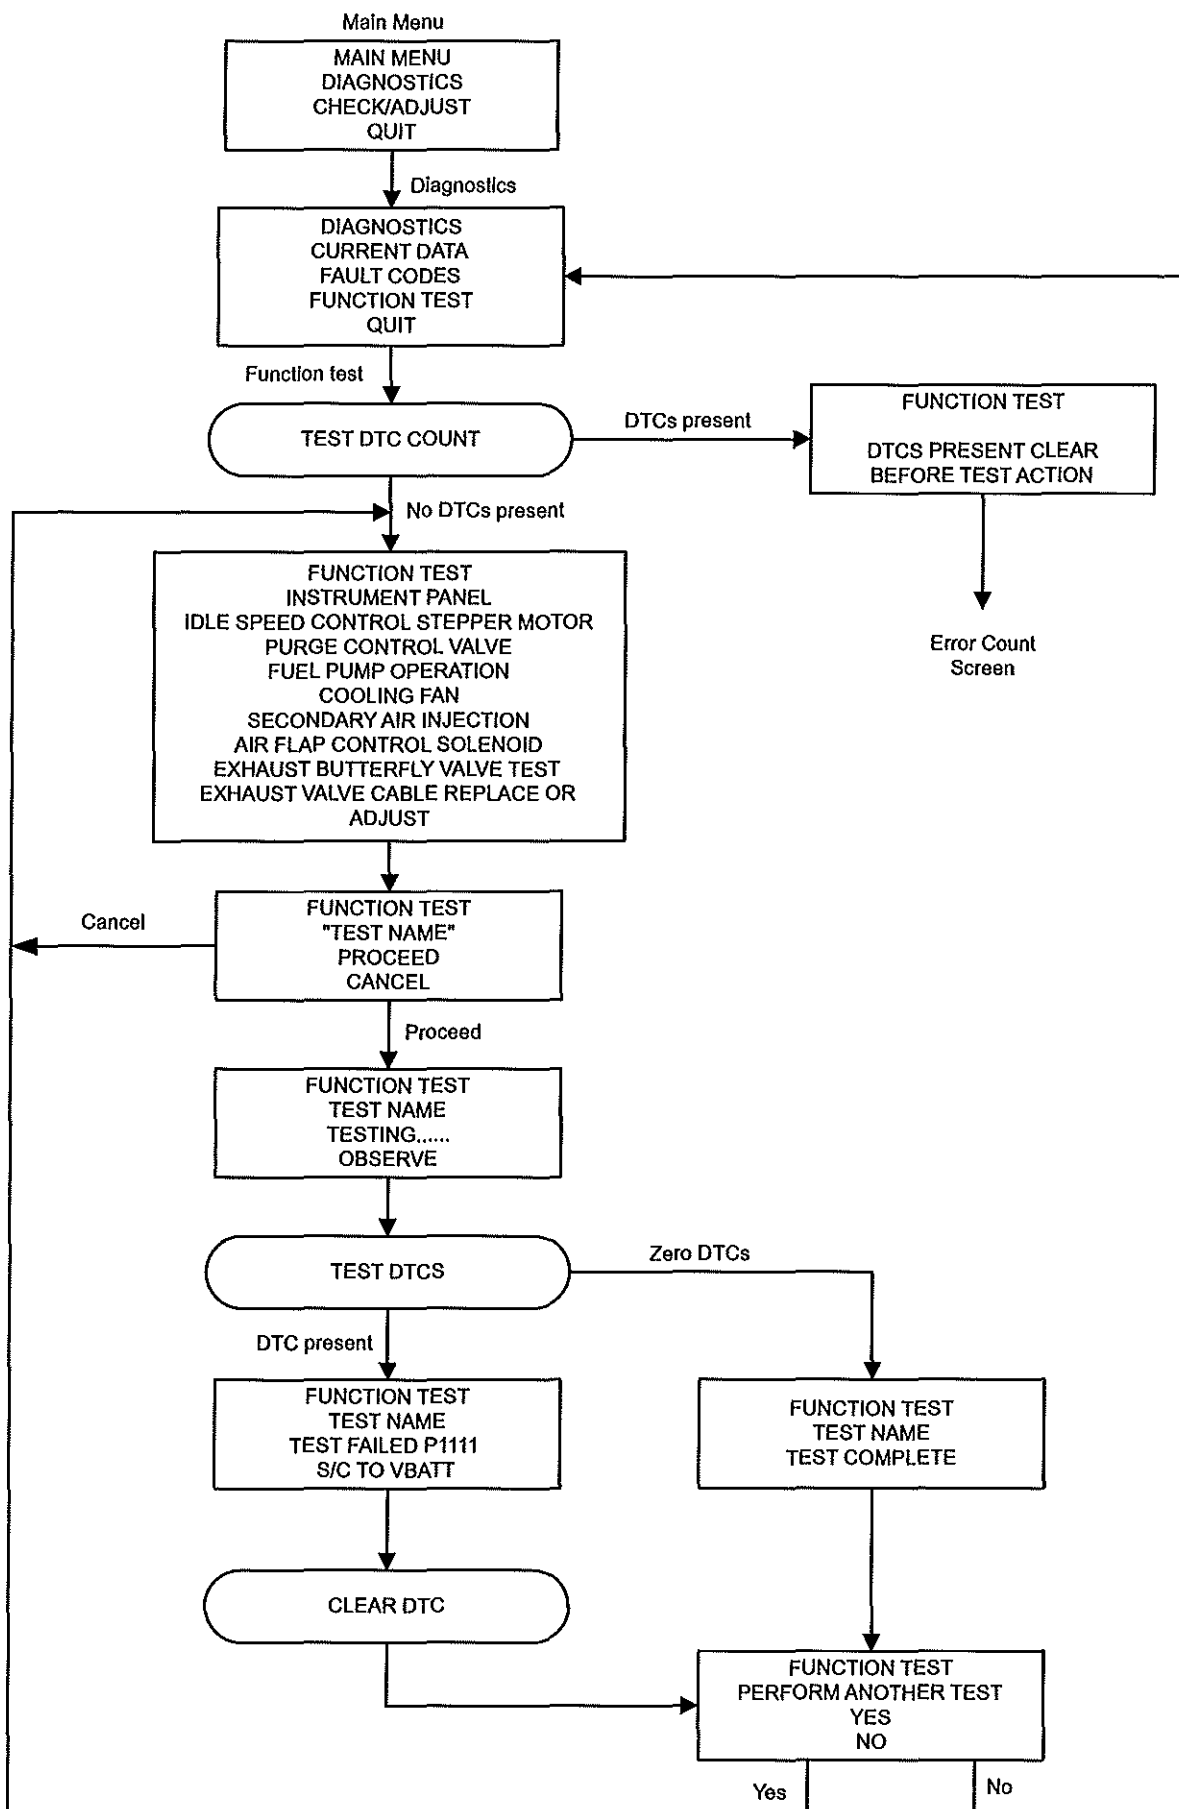 Main Menu
MAIN MENU
DIAGNOSTICS
CHECK/ADJUST
QUIT
Diagnostics
DIAGNOSTICS
CURRENT DATA
FAULT CODES
FUNCTION TEST
QUIT
Function test
TEST DTC COUNT
DTCs present
FUNCTION TEST
DTCS PRESENT CLEAR
BEFORE TEST ACTION
Error Count
Screen
No DTCs present
FUNCTION TEST
INSTRUMENT PANEL
IDLE SPEED CONTROL STEPPER MOTOR
PURGE CONTROL VALVE
FUEL PUMP OPERATION
COOLING FAN
SECONDARY AIR INJECTION
AIR FLAP CONTROL SOLENOID
EXHAUST BUTTERFLY VALVE TEST
EXHAUST VALVE CABLE REPLACE OR
ADJUST
FUNCTION TEST
"TEST NAME"
PROCEED
CANCEL
Cancel
Proceed
FUNCTION TEST
TEST NAME
TESTING......
OBSERVE
TEST DTCS
Zero DTCs
DTC present
FUNCTION TEST
TEST NAME
TEST FAILED P1111
S/C TO VBATT
FUNCTION TEST
TEST NAME
TEST COMPLETE
CLEAR DTC
FUNCTION TEST
PERFORM ANOTHER TEST
YES
NO
Yes
No